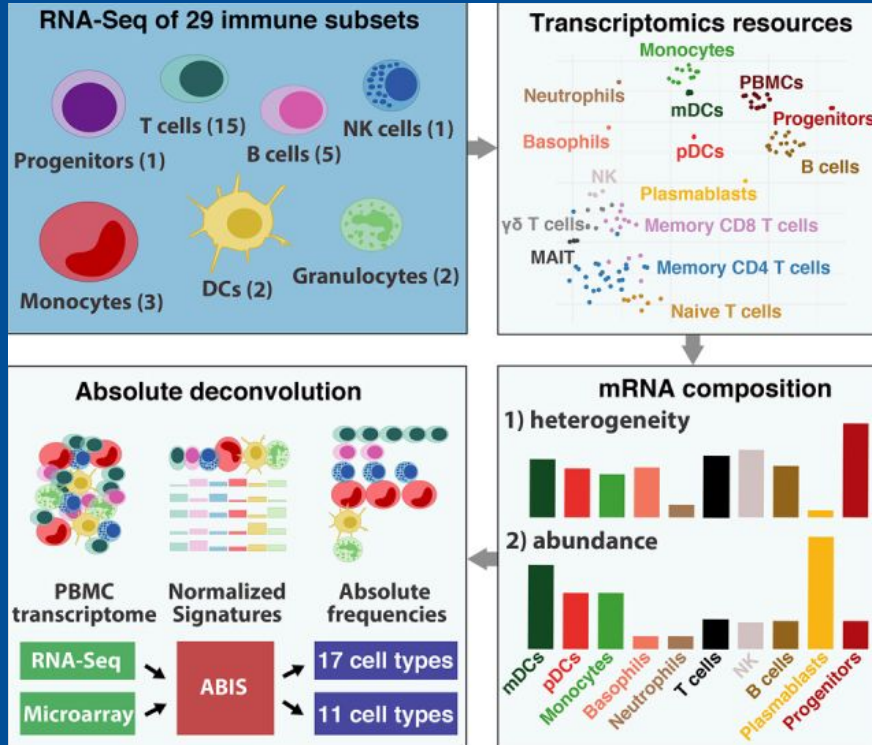 RNA-Seq of 29 immune subsets
Progenitors (1)
T cells (15)
B cells (5)
NK cells (1)
Monocytes (3)
DCs (2)
Granulocytes (2)
Transcriptomics resources
Monocytes
Neutrophils
mDCs
PBMCs
Progenitors
Basophils
pDCs
B cells
NK
Plasmablasts
γδ T cells
Memory CD8 T cells
MAIT
Memory CD4 T cells
Naive T cells
Absolute deconvolution
PBMC
transcriptome
Normalized
Signatures
Absolute
frequencies
RNA-Seq
Microarray
ABIS
17 cell types
11 cell types
mRNA composition
1) heterogeneity
2) abundance
mDCs
pDCs
Monocytes
Basophils
Neutrophils
T cells
NK
B cells
Plasmablasts
Progenitors